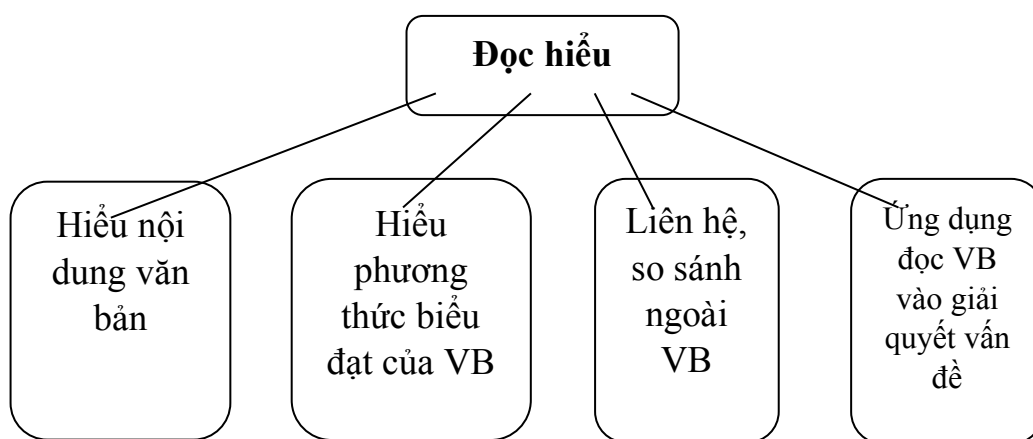 Đọc hiểu
Hiểu nội
dung văn
bản
Hiểu
phương
thức biểu
đạt của VB
Liên hệ,
so sánh
ngoài
VB
Ứng dụng
đọc VB
vào giải
quyết vấn
đề